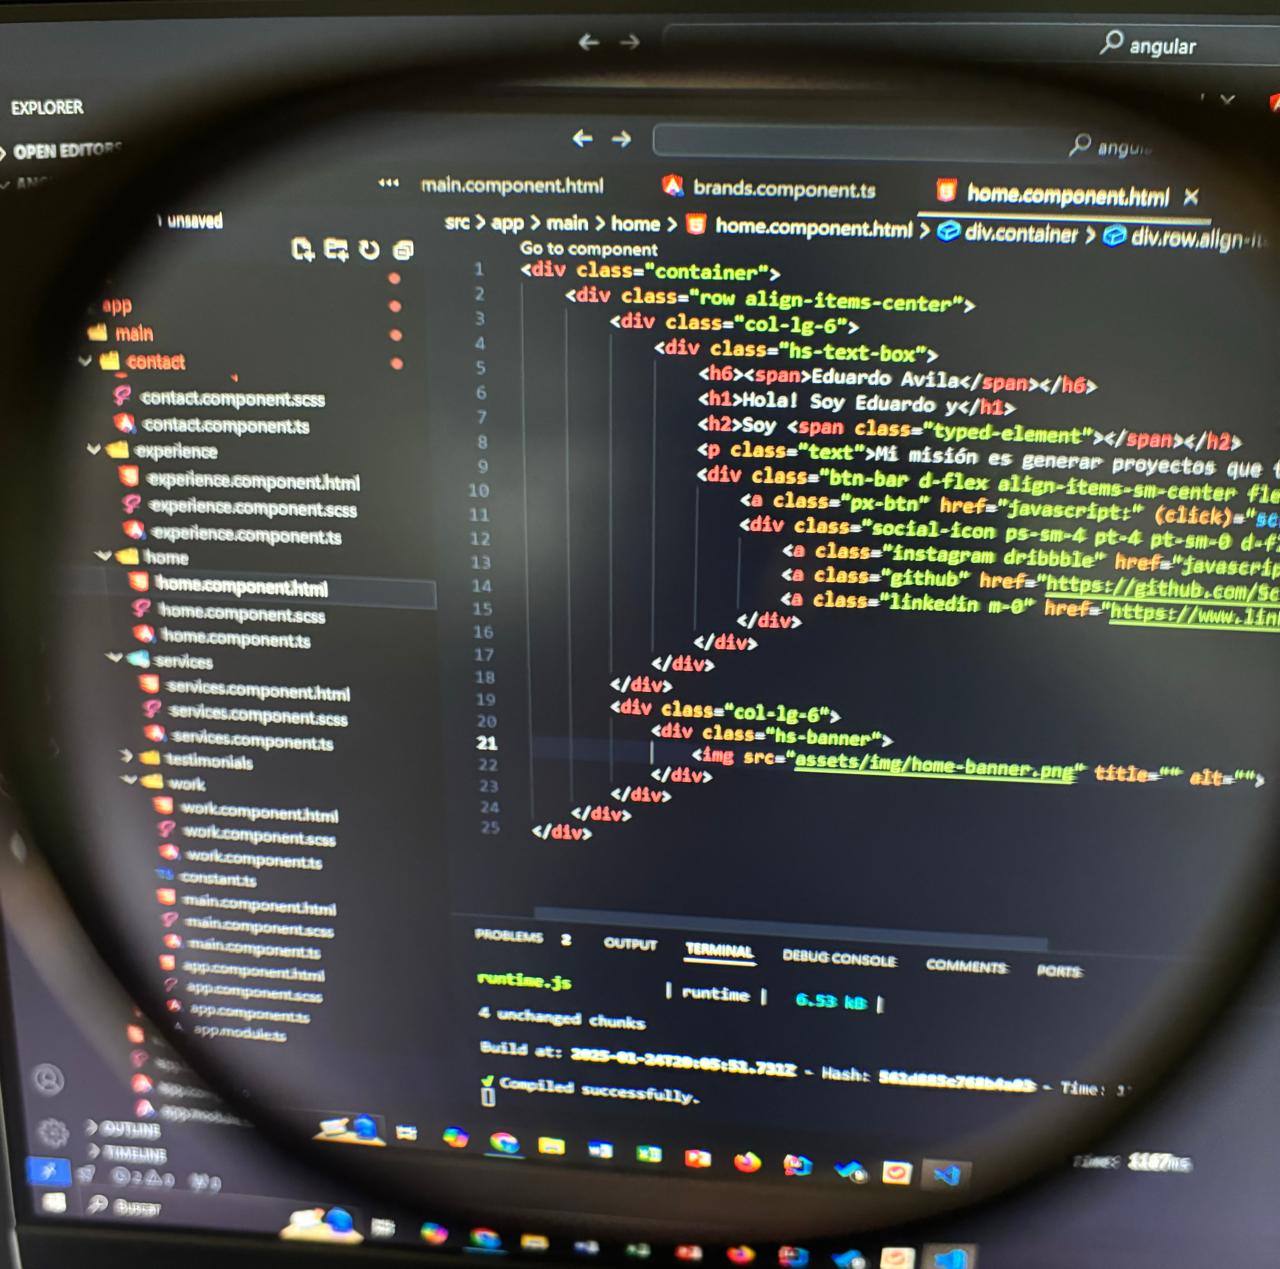 angular
EXPLORER
OPEN EDITORS
main.component.html
brands.component.ts
home.component.html
unsaved
src > app > main > home > home.component.html > div.container > div.row.align-it
Go to component
app
main
contact
contact.component.scss
contact.component.ts
experience
experience.component.html
experience.component.scss
experience.component.ts
home
home.component.html
home.component.scss
home.component.ts
services
services.component.html
services.component.scss
services.component.ts
testimonials
work
work.component.html
work.component.scss
work.component.ts
constant.ts
main.component.html
main.component.scss
main.component.ts
app.component.html
app.component.scss
app.component.ts
app.module.ts
OUTLINE
TIMELINE
1 <div class="container">
2 <div class="row align-items-center">
3 <div class="col-lg-6">
4 <div class="hs-text-box">
5 <h6><span>Eduardo Avila</span></h6>
6 <h1>Hola! Soy Eduardo y</h1>
7 <h2>Soy <span class="typed-element"></span></h2>
8 <p class="text">Mi misión es generar proyectos que
9 <div class="btn-bar d-flex align-items-sm-center fle
10 <a class="px-btn" href="javascript:" (click)="sc
11 <div class="social-icon ps-sm-4 pt-4 pt-sm-0 d-fl
12 <a class="instagram dribbble" href="javascrip
13 <a class="github" href="https://github.com/Sc
14 <a class="linkedin m-0" href="https://www.link
15 </div>
16 </div>
17 </div>
18 </div>
19 <div class="col-lg-6">
20 <div class="hs-banner">
21 <img src="assets/img/home-banner.png" title="" alt="">
22 </div>
23 </div>
24 </div>
25 </div>
PROBLEMS 2 OUTPUT TERMINAL DEBUG CONSOLE COMMENTS PORTS
runtime.js | runtime | 6.53 kB |
4 unchanged chunks
Build at: 2025-01-24T20:05:51.731Z - Hash: - Time:
✔ Compiled successfully.
Time: 1167ms
Buscar